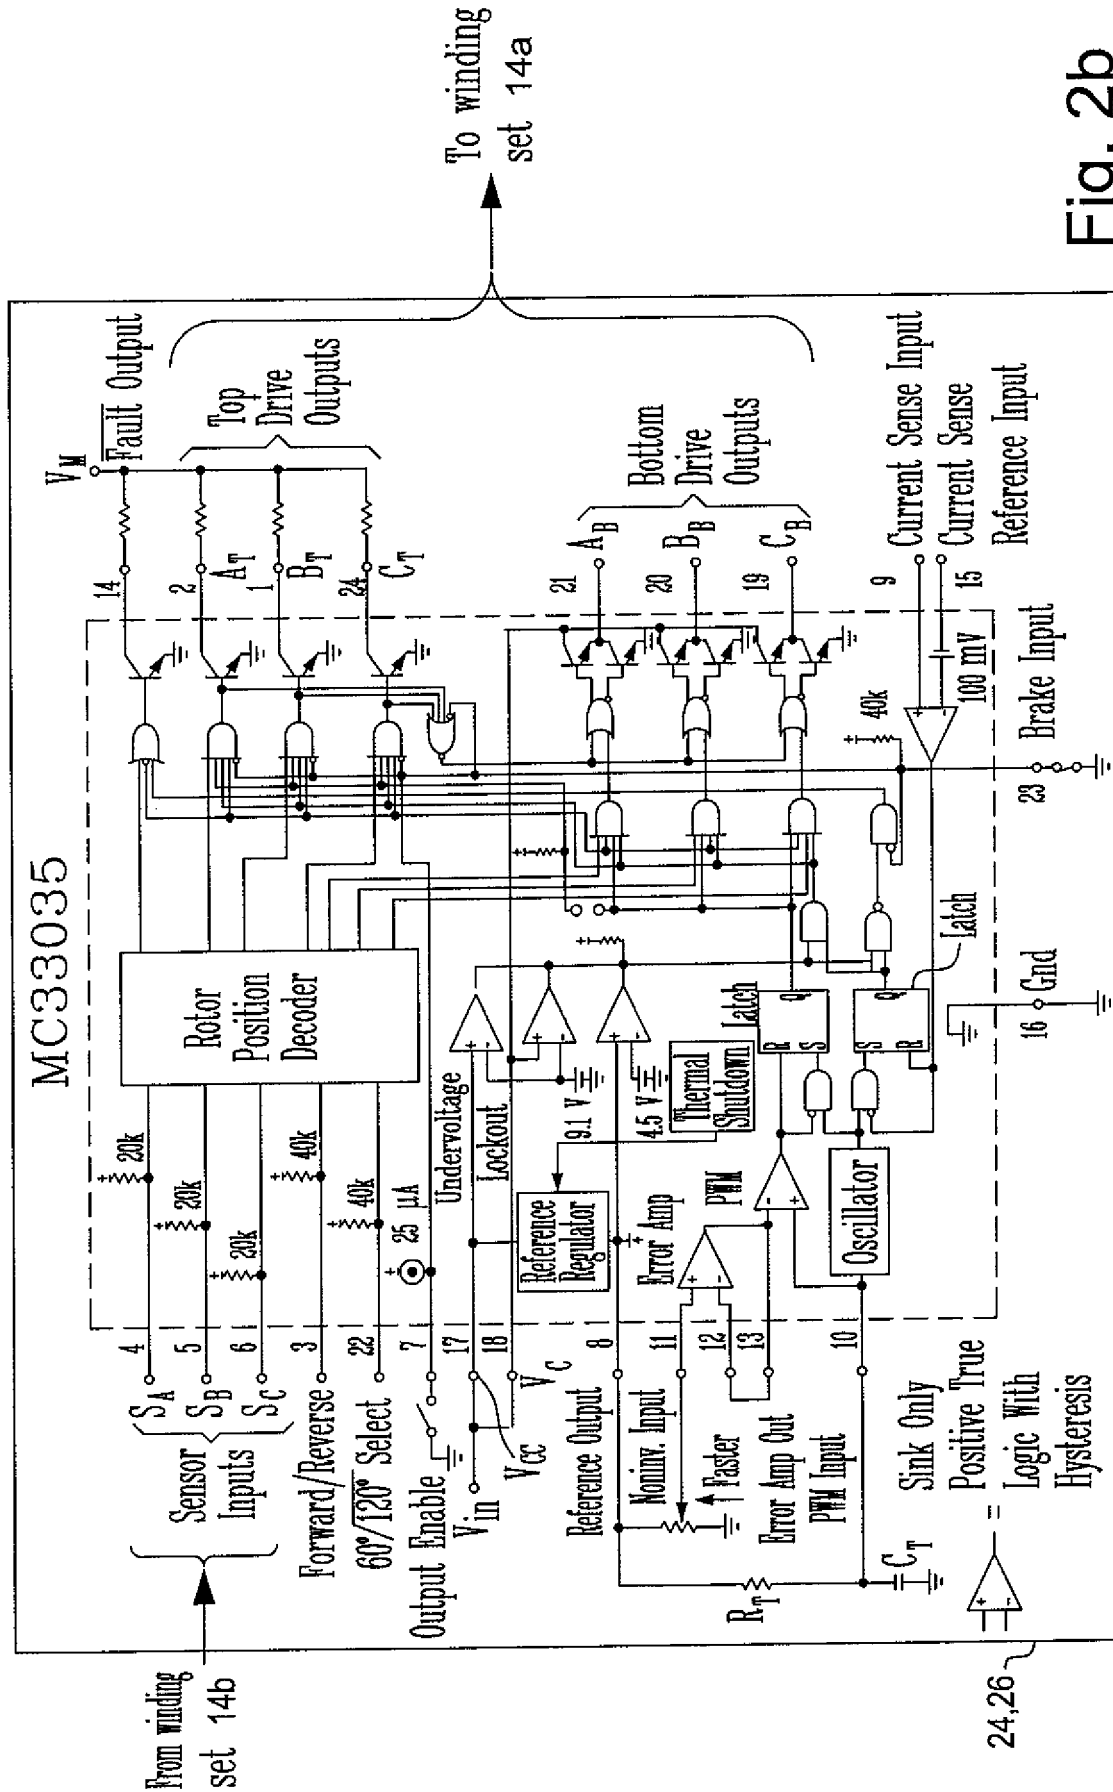 MC33035
From winding
set 14b
Sensor
Inputs
S_A
S_B
S_C
4
5
6
20k
20k
20k
Rotor
Position
Decoder
Forward/Reverse
3
40k
60°/120° Select
22
40k
Output Enable
7
25 µA
V_in
V_CC
17
18
V_C
Undervoltage
Lockout
9.1 V
4.5 V
Reference
Regulator
Thermal
Shutdown
Reference Output
8
Noninv. Input
11
Faster
12
13
Error Amp
Error Amp Out
PWM Input
PWM
10
Oscillator
R_T
C_T
Latch
R
S
Q
S
R
Q
Latch
Sink Only
= Positive True
Logic With
Hysteresis
24,26
16
Gnd
23
Brake Input
40k
100 mV
9
Current Sense Input
15
Current Sense
Reference Input
V_M
14
Fault Output
2
A_T
1
B_T
24
C_T
Top
Drive
Outputs
21
A_B
20
B_B
19
C_B
Bottom
Drive
Outputs
To winding
set 14a
Fig. 2b